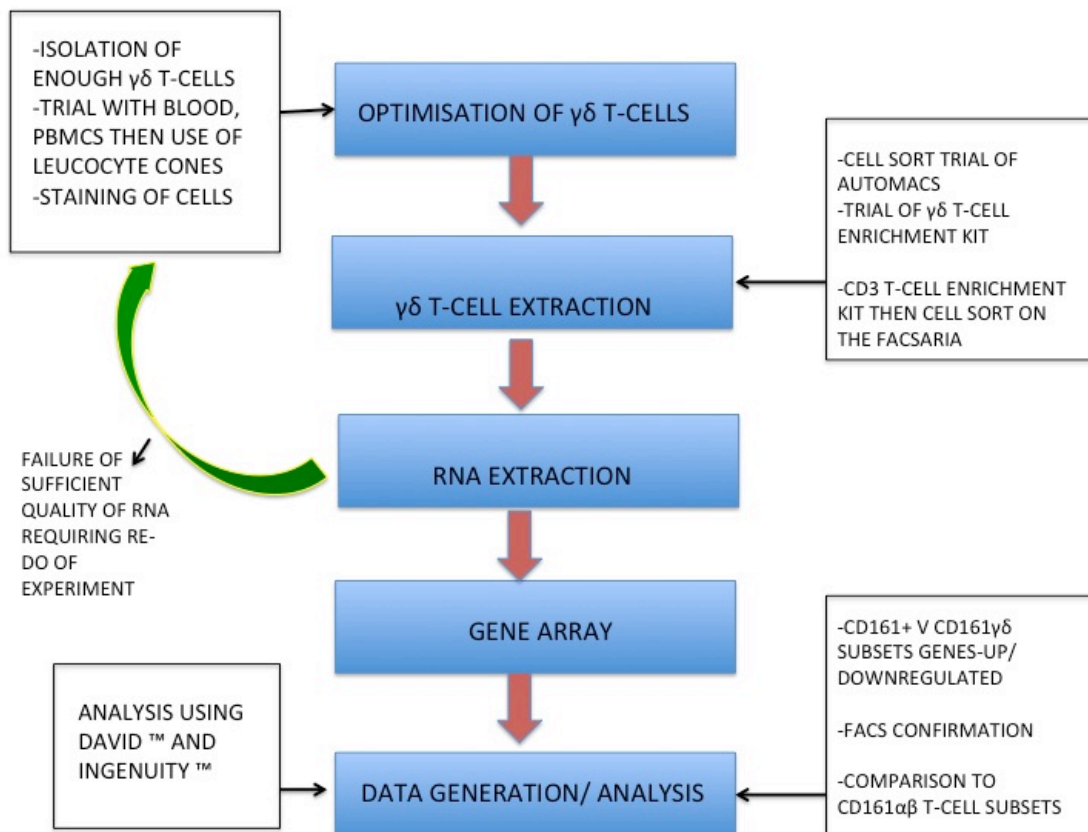 -ISOLATION OF
ENOUGH γδ T-CELLS
-TRIAL WITH BLOOD,
PBMCS THEN USE OF
LEUCOCYTE CONES
-STAINING OF CELLS
OPTIMISATION OF γδ T-CELLS
-CELL SORT TRIAL OF
AUTOMACS
-TRIAL OF γδ T-CELL
ENRICHMENT KIT
-CD3 T-CELL ENRICHMENT
KIT THEN CELL SORT ON
THE FACSARIA
γδ T-CELL EXTRACTION
RNA EXTRACTION
FAILURE OF
SUFFICIENT
QUALITY OF RNA
REQUIRING RE-
DO OF
EXPERIMENT
GENE ARRAY
-CD161+ V CD161γδ
SUBSETS GENES-UP/
DOWNREGULATED
-FACS CONFIRMATION
-COMPARISON TO
CD161αβ T-CELL SUBSETS
ANALYSIS USING
DAVID ™ AND
INGENUITY ™
DATA GENERATION/ ANALYSIS